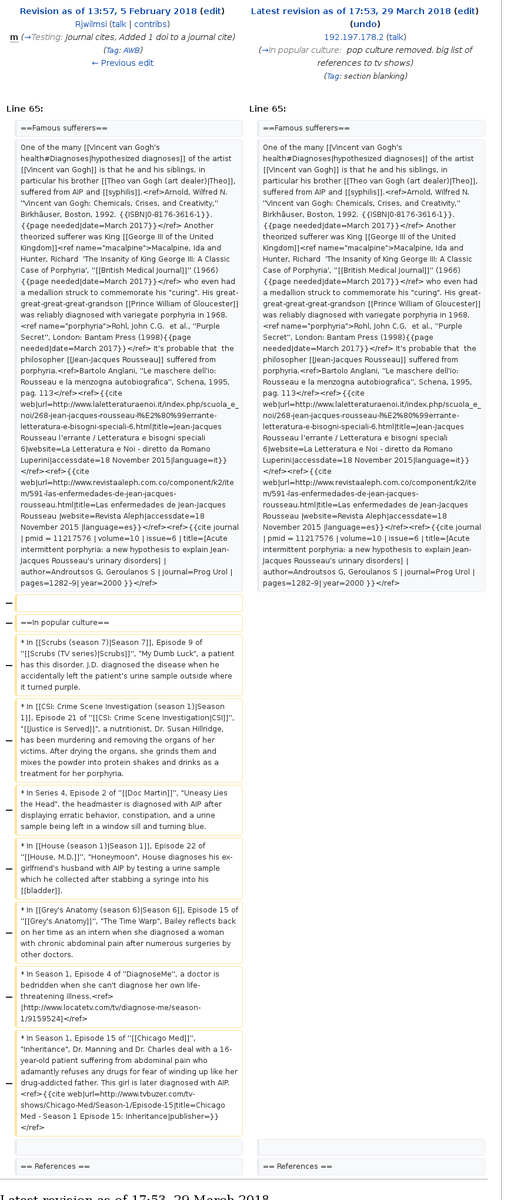 Revision as of 13:57, 5 February 2018 (edit)
Rjwilmsi (talk | contribs)
m (→Testing: Journal cites, Added 1 doi to a journal cite)
(Tag: AWB)
← Previous edit
Latest revision as of 17:53, 29 March 2018 (edit)
(undo)
192.197.178.2 (talk)
(→In popular culture: pop culture removed. big list of
references to tv shows)
(Tag: section blanking)
Line 65:
Line 65:
==Famous sufferers==
==Famous sufferers==
One of the many [[Vincent van Gogh's
health#Diagnoses|hypothesized diagnoses]] of the artist
[[Vincent van Gogh]] is that he and his siblings, in
particular his brother [[Theo van Gogh (art dealer)|Theo]],
suffered from AIP and [[syphilis]].<ref>Arnold, Wilfred N.
''Vincent van Gogh: Chemicals, Crises, and Creativity,''
Birkhãuser, Boston, 1992. {{ISBN|0-8176-3616-1}}.
{{page needed|date=March 2017}}</ref> Another
theorized sufferer was King [[George III of the United
Kingdom]]<ref name="macalpine">Macalpine, Ida and
Hunter, Richard 'The Insanity of King George III: A Classic
Case of Porphyria', ''[[British Medical Journal]]'' (1966)
{{page needed|date=March 2017}}</ref> who even had
a medallion struck to commemorate his "curing". His great-
great-great-great-grandson [[Prince William of Gloucester]]
was reliably diagnosed with variegate porphyria in 1968.
<ref name="porphyria">Rohl, John C.G. et al., ''Purple
Secret'', London: Bantam Press (1998){{page
needed|date=March 2017}}</ref> It's probable that the
philosopher [[Jean-Jacques Rousseau]] suffered from
porphyria.<ref>Bartolo Anglani, ''Le maschere dell'io:
Rousseau e la menzogna autobiografica'', Schena, 1995,
pag. 113</ref><ref>{{cite
web|url=http://www.laletteraturaenoi.it/index.php/scuola_e_
noi/268-jean-jacques-rousseau-l%E2%80%99errante-
letteratura-e-bisogni-speciali-6.html|title=Jean-Jacques
Rousseau l'errante / Letteratura e bisogni speciali
6|website=La Letteratura e Noi - diretto da Romano
Luperini|accessdate=18 November 2015|language=it}}
</ref><ref>{{cite
web|url=http://www.revistaaleph.com.co/component/k2/ite
m/591-las-enfermedades-de-jean-jacques-
rousseau.html|title=Las enfermedades de Jean-Jacques
Rousseau |website=Revista Aleph|accessdate=18
November 2015 |language=es}}</ref><ref>{{cite journal
| pmid = 11217576 | volume=10 | issue=6 | title=[Acute
intermittent porphyria: a new hypothesis to explain Jean-
Jacques Rousseau's urinary disorders] |
author=Androutsos G, Geroulanos S | journal=Prog Urol |
pages=1282–9| year=2000 }}</ref>
One of the many [[Vincent van Gogh's
health#Diagnoses|hypothesized diagnoses]] of the artist
[[Vincent van Gogh]] is that he and his siblings, in
particular his brother [[Theo van Gogh (art dealer)|Theo]],
suffered from AIP and [[syphilis]].<ref>Arnold, Wilfred N.
''Vincent van Gogh: Chemicals, Crises, and Creativity,''
Birkhãuser, Boston, 1992. {{ISBN|0-8176-3616-1}}.
{{page needed|date=March 2017}}</ref> Another
theorized sufferer was King [[George III of the United
Kingdom]]<ref name="macalpine">Macalpine, Ida and
Hunter, Richard 'The Insanity of King George III: A Classic
Case of Porphyria', ''[[British Medical Journal]]'' (1966)
{{page needed|date=March 2017}}</ref> who even had
a medallion struck to commemorate his "curing". His great-
great-great-great-grandson [[Prince William of Gloucester]]
was reliably diagnosed with variegate porphyria in 1968.
<ref name="porphyria">Rohl, John C.G. et al., ''Purple
Secret'', London: Bantam Press (1998){{page
needed|date=March 2017}}</ref> It's probable that the
philosopher [[Jean-Jacques Rousseau]] suffered from
porphyria.<ref>Bartolo Anglani, ''Le maschere dell'io:
Rousseau e la menzogna autobiografica'', Schena, 1995,
pag. 113</ref><ref>{{cite
web|url=http://www.laletteraturaenoi.it/index.php/scuola_e_
noi/268-jean-jacques-rousseau-l%E2%80%99errante-
letteratura-e-bisogni-speciali-6.html|title=Jean-Jacques
Rousseau l'errante / Letteratura e bisogni speciali
6|website=La Letteratura e Noi - diretto da Romano
Luperini|accessdate=18 November 2015|language=it}}
</ref><ref>{{cite
web|url=http://www.revistaaleph.com.co/component/k2/ite
m/591-las-enfermedades-de-jean-jacques-
rousseau.html|title=Las enfermedades de Jean-Jacques
Rousseau |website=Revista Aleph|accessdate=18
November 2015 |language=es}}</ref><ref>{{cite journal
| pmid = 11217576 | volume=10 | issue=6 | title=[Acute
intermittent porphyria: a new hypothesis to explain Jean-
Jacques Rousseau's urinary disorders] |
author=Androutsos G, Geroulanos S | journal=Prog Urol |
pages=1282–9| year=2000 }}</ref>
−
− ==In popular culture==
− * In [[Scrubs (season 7)|Season 7]], Episode 9 of
''[[Scrubs (TV series)|Scrubs]]'', "My Dumb Luck", a patient
has this disorder. J.D. diagnosed the disease when he
accidentally left the patient's urine sample outside where
it turned purple.
− * In [[CSI: Crime Scene Investigation (season 1)|Season
1]], Episode 21 of ''[[CSI: Crime Scene Investigation|CSI]]'',
"[[Justice is Served]]", a nutritionist, Dr. Susan Hillridge,
has been murdering and removing the organs of her
victims. After drying the organs, she grinds them and
mixes the powder into protein shakes and drinks as a
treatment for her porphyria.
− * In Series 4, Episode 2 of ''[[Doc Martin]]'', "Uneasy Lies
the Head", the headmaster is diagnosed with AIP after
displaying erratic behavior, constipation, and a urine
sample being left in a window sill and turning blue.
− * In [[House (season 1)|Season 1]], Episode 22 of
''[[House, M.D.]]'', "Honeymoon", House diagnoses his ex-
girlfriend's husband with AIP by testing a urine sample
which he collected after stabbing a syringe into his
[[bladder]].
− * In [[Grey's Anatomy (season 6)|Season 6]], Episode 15 of
''[[Grey's Anatomy]]'', "The Time Warp", Bailey reflects back
on her time as an intern when she diagnosed a woman
with chronic abdominal pain after numerous surgeries by
other doctors.
− * In Season 1, Episode 4 of ''DiagnoseMe'', a doctor is
bedridden when she can't diagnose her own life-
threatening illness.<ref>
[http://www.locatetv.com/tv/diagnose-me/season-
1/9159524]</ref>
− * In Season 1, Episode 15 of ''[[Chicago Med]]'',
"Inheritance", Dr. Manning and Dr. Charles deal with a 16-
year-old patient suffering from abdominal pain who
adamantly refuses any drugs for fear of winding up like her
drug-addicted father. This girl is later diagnosed with AIP.
<ref>{{cite web|url=http://www.tvbuzer.com/tv-
shows/Chicago-Med/Season-1/Episode-15|title=Chicago
Med - Season 1 Episode 15: Inheritance|publisher=}}
</ref>
== References ==
== References ==
Latest revision as of 17:53, 29 March 2018